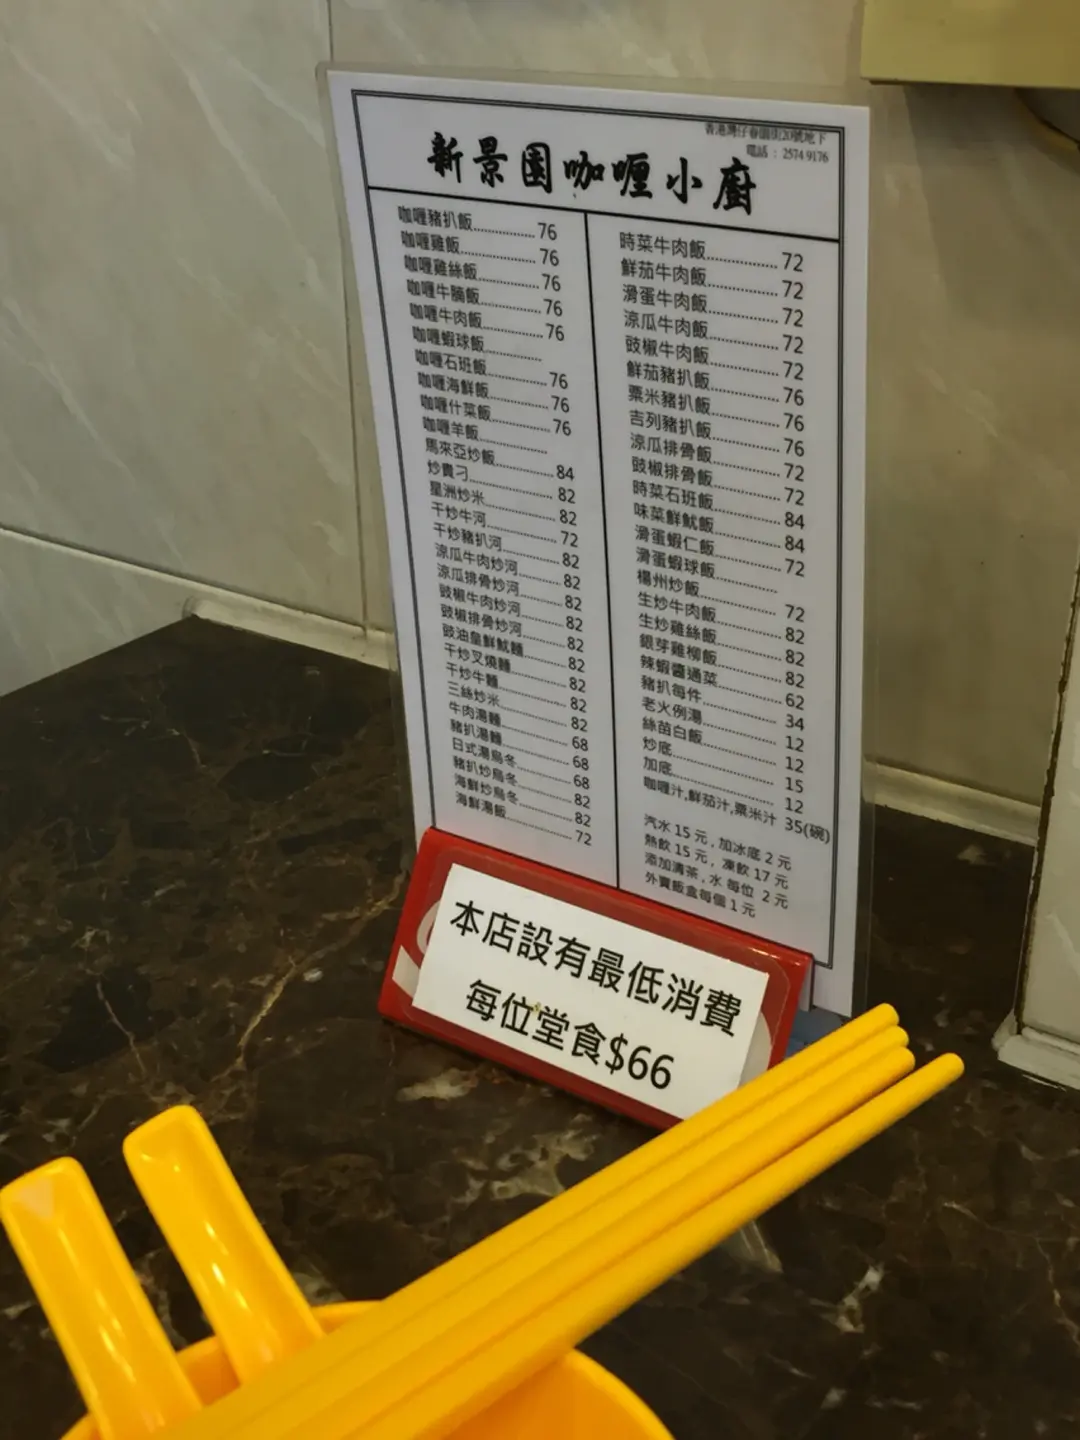 香港灣仔春園街20號地下
電話 : 2574 9176
新景園咖喱小廚
咖喱豬扒飯..............76
咖喱雞飯..............76
咖喱雞絲飯..............76
咖喱牛腩飯..............76
咖喱牛肉飯..............76
咖喱蝦球飯..............
咖喱石班飯..............76
咖喱海鮮飯..............76
咖喱什菜飯..............76
咖喱羊飯..............
馬來亞炒飯..............84
炒貴刁..............82
星洲炒米..............82
干炒牛河..............72
干炒豬扒河..............82
涼瓜牛肉炒河..............82
涼瓜排骨炒河..............82
豉椒牛肉炒河..............82
豉椒排骨炒河..............82
豉油皇鮮魷麵..............82
干炒叉燒麵..............82
干炒牛麵..............82
三絲炒米..............82
牛肉湯麵..............68
豬扒湯麵..............68
日式湯烏冬..............68
豬扒炒烏冬..............82
海鮮炒烏冬..............82
海鮮湯飯..............72
時菜牛肉飯..............72
鮮茄牛肉飯..............72
滑蛋牛肉飯..............72
涼瓜牛肉飯..............72
豉椒牛肉飯..............72
鮮茄豬扒飯..............76
粟米豬扒飯..............76
吉列豬扒飯..............76
涼瓜排骨飯..............72
豉椒排骨飯..............72
時菜石班飯..............84
味菜鮮魷飯..............84
滑蛋蝦仁飯..............72
滑蛋蝦球飯..............
楊州炒飯..............72
生炒牛肉飯..............82
生炒雞絲飯..............82
銀芽雞柳飯..............82
辣蝦醬通菜..............62
豬扒每件..............34
老火例湯..............12
絲苗白飯..............12
炒底..............15
加底..............12
咖喱汁,鮮茄汁,粟米汁 35(碗)
汽水 15 元 , 加冰底 2 元
熱飲 15 元 , 凍飲 17 元
添加清茶 , 水 每位 2 元
外賣飯盒每個 1 元
本店設有最低消費
每位堂食$66